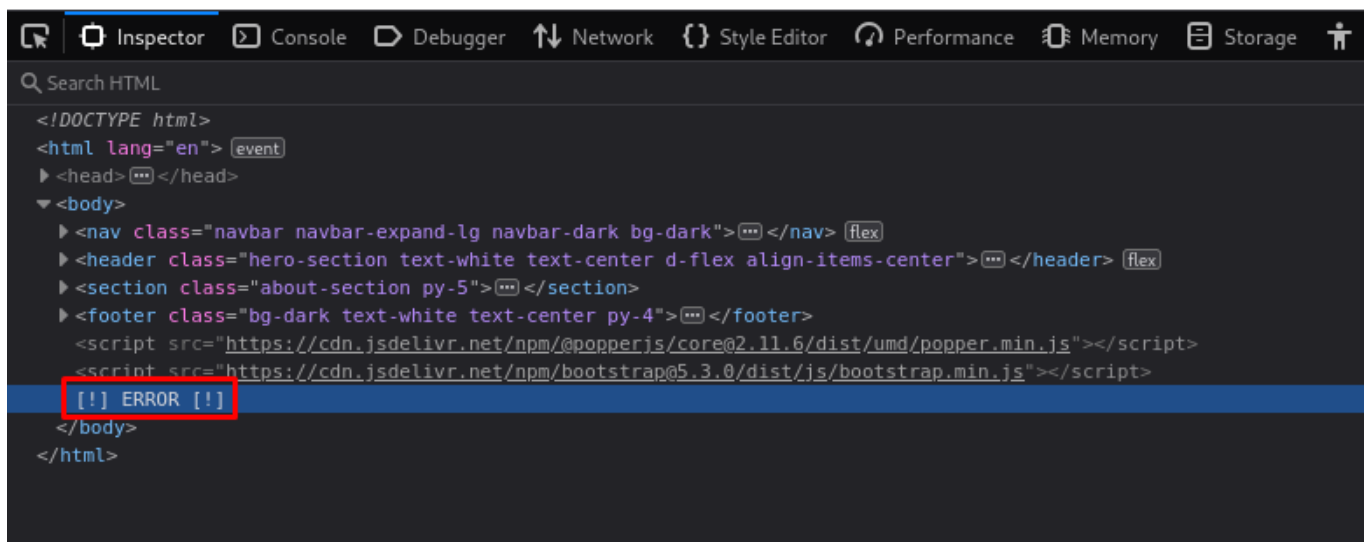 Inspector Console Debugger Network {} Style Editor Performance Memory Storage
Search HTML
<!DOCTYPE html>
<html lang="en"> event
<head>⋯</head>
<body>
<nav class="navbar navbar-expand-lg navbar-dark bg-dark">⋯</nav> flex
<header class="hero-section text-white text-center d-flex align-items-center">⋯</header> flex
<section class="about-section py-5">⋯</section>
<footer class="bg-dark text-white text-center py-4">⋯</footer>
<script src="https://cdn.jsdelivr.net/npm/@popperjs/core@2.11.6/dist/umd/popper.min.js"></script>
<script src="https://cdn.jsdelivr.net/npm/bootstrap@5.3.0/dist/js/bootstrap.min.js"></script>
[!] ERROR [!]
</body>
</html>